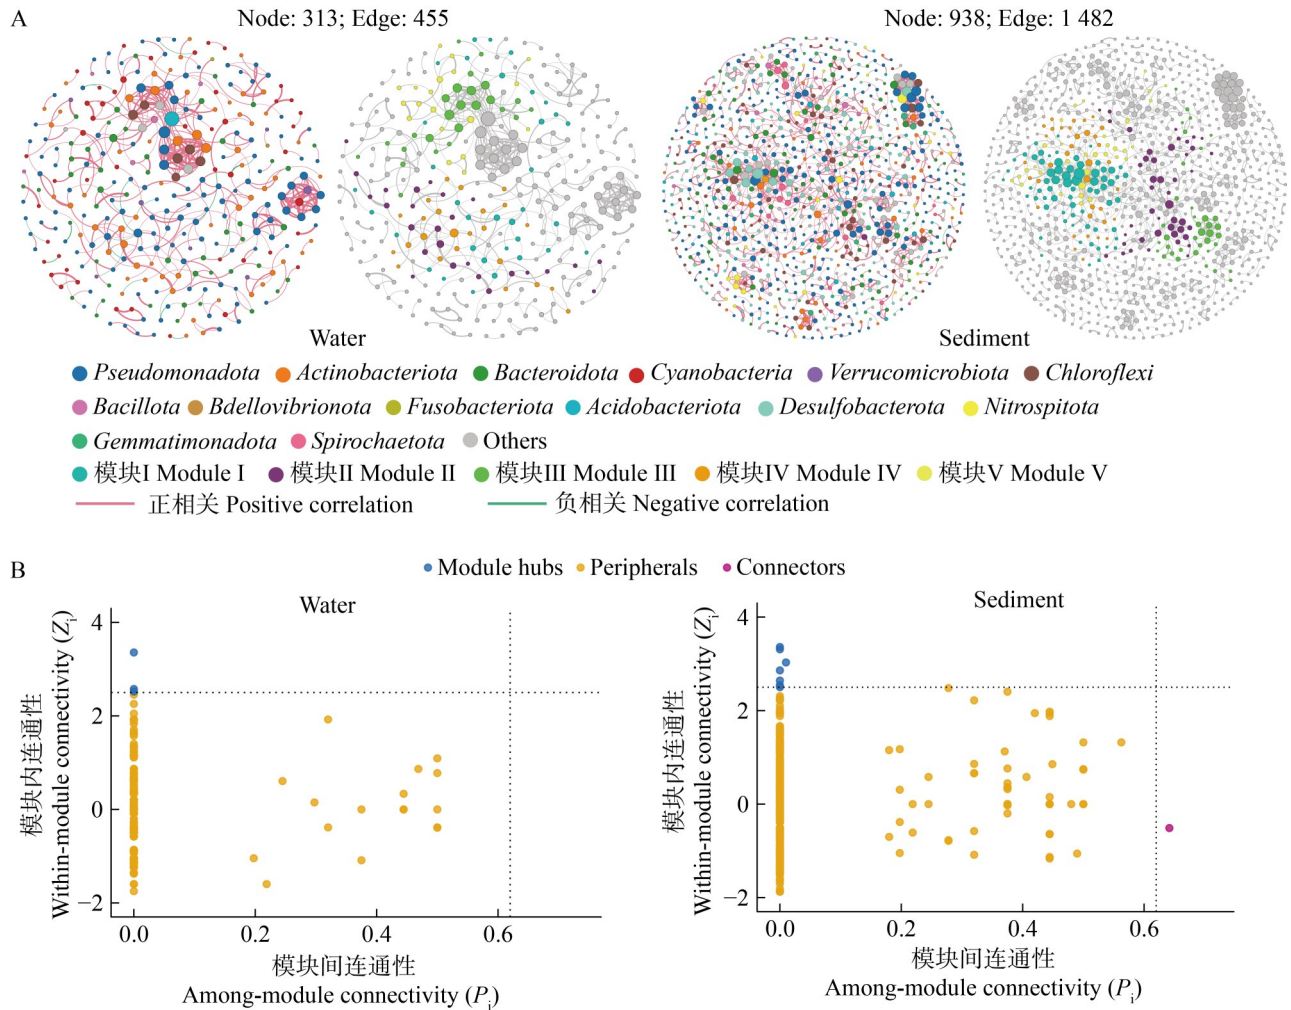 A
Node: 313; Edge: 455
Node: 938; Edge: 1 482
Water
Sediment
Pseudomonadota Actinobacteriota Bacteroidota Cyanobacteria Verrucomicrobiota Chloroflexi
Bacillota Bdellovibrionota Fusobacteriota Acidobacteriota Desulfobacterota Nitrospitota
Gemmatimonadota Spirochaetota Others
模块I Module I 模块II Module II 模块III Module III 模块IV Module IV 模块V Module V
正相关 Positive correlation 负相关 Negative correlation
B
Module hubs Peripherals Connectors
Water
模块内连通性
Within-module connectivity (Zi)
4
2
0
−2
0.0 0.2 0.4 0.6
模块间连通性
Among-module connectivity (Pi)
Sediment
模块内连通性
Within-module connectivity (Zi)
4
2
0
−2
0.0 0.2 0.4 0.6
模块间连通性
Among-module connectivity (Pi)